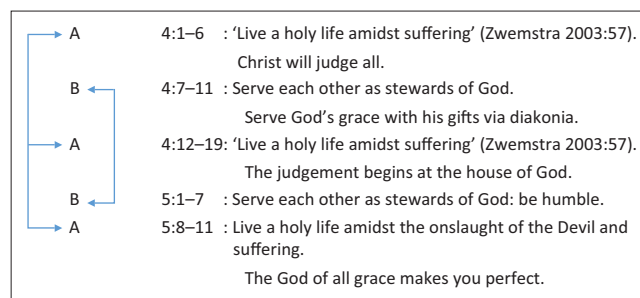 A 4:1–6 : ‘Live a holy life amidst suffering’ (Zwemstra 2003:57).
Christ will judge all.
B 4:7–11 : Serve each other as stewards of God.
Serve God’s grace with his gifts via diakonia.
A 4:12–19: ‘Live a holy life amidst suffering’ (Zwemstra 2003:57).
The judgement begins at the house of God.
B 5:1–7 : Serve each other as stewards of God: be humble.
A 5:8–11 : Live a holy life amidst the onslaught of the Devil and
suffering.
The God of all grace makes you perfect.